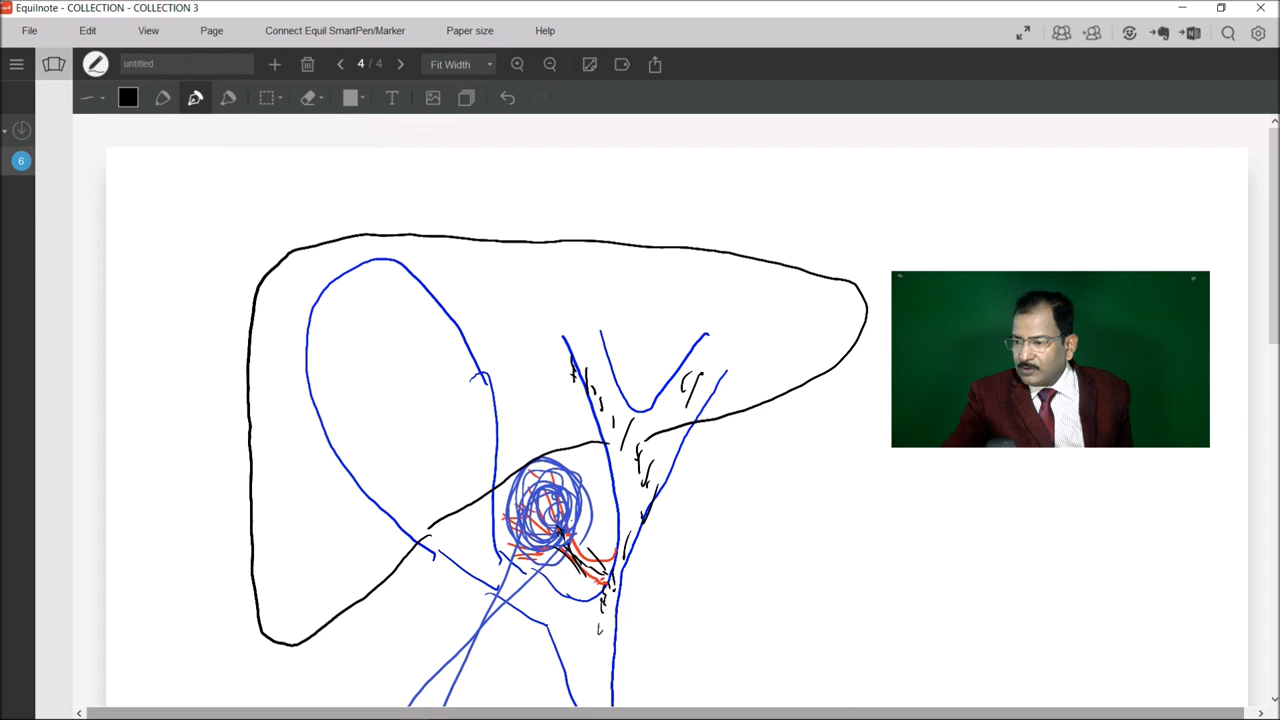 Equilnote - COLLECTION - COLLECTION 3
File Edit View Page Connect Equil SmartPen/Marker Paper size Help
untitled 4 / 4 Fit Width
T
6